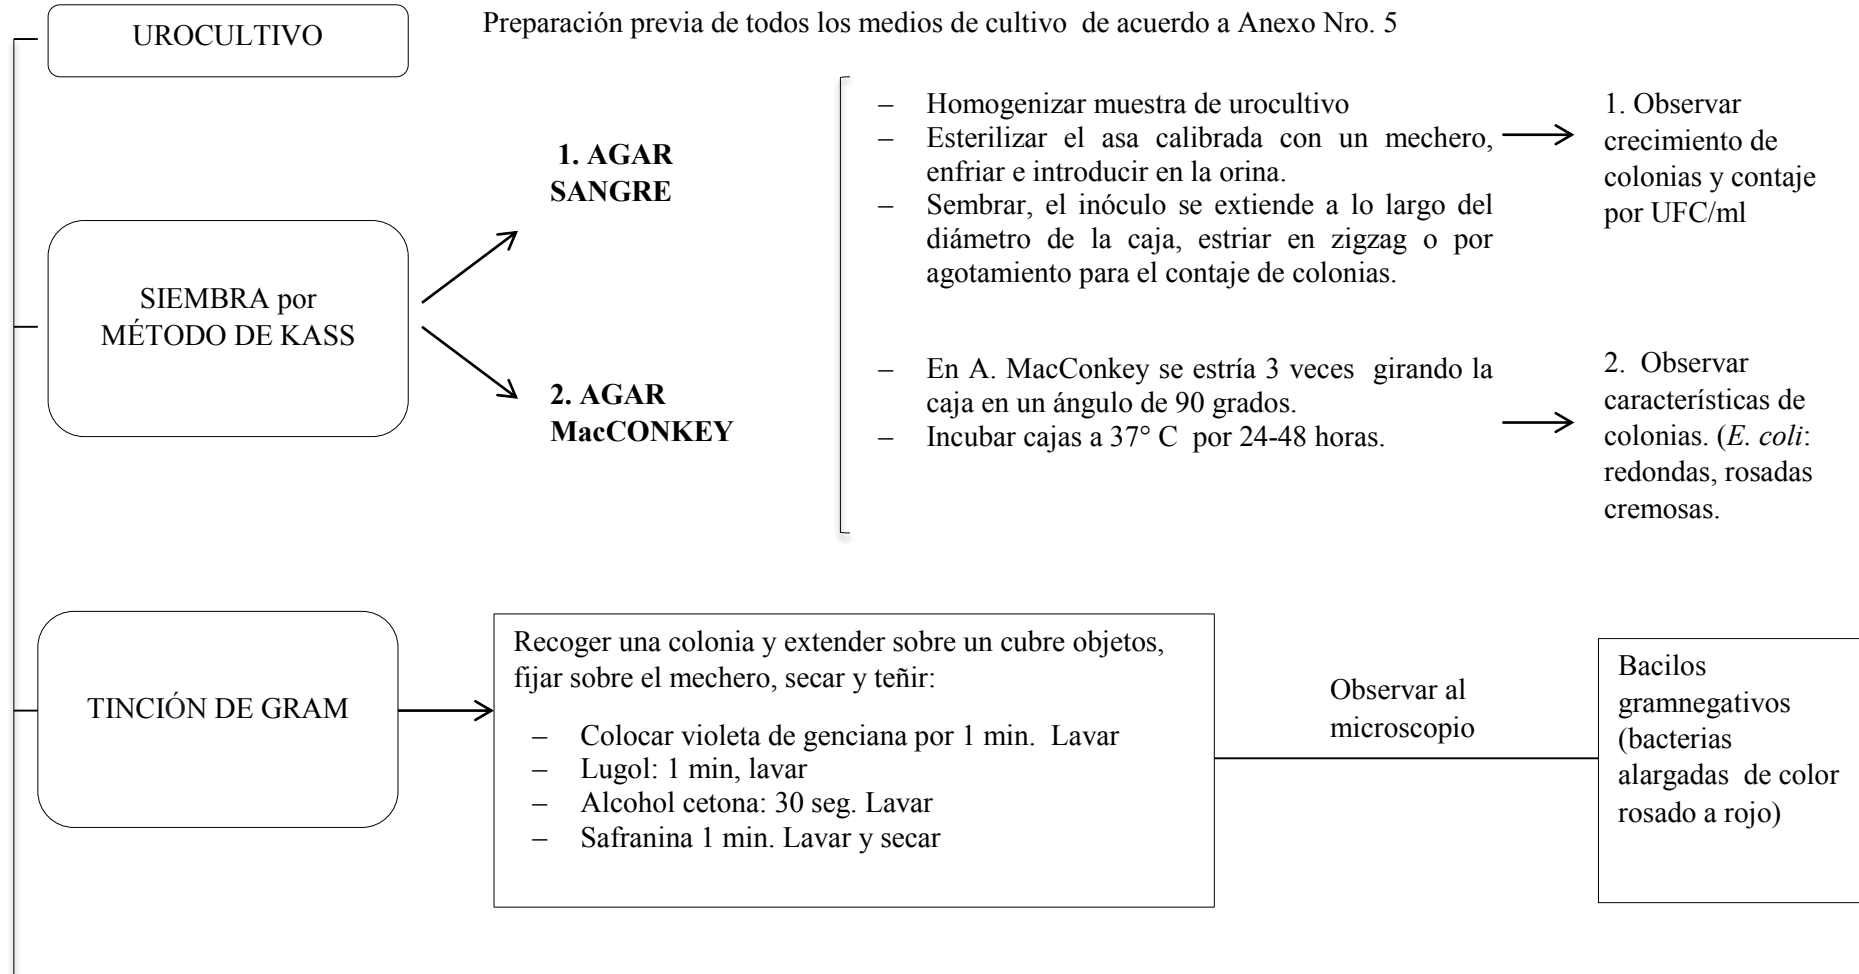 UROCULTIVO
Preparación previa de todos los medios de cultivo de acuerdo a Anexo Nro. 5
SIEMBRA por
MÉTODO DE KASS
1. AGAR
SANGRE
– Homogenizar muestra de urocultivo
– Esterilizar el asa calibrada con un mechero,
enfriar e introducir en la orina.
– Sembrar, el inóculo se extiende a lo largo del
diámetro de la caja, estriar en zigzag o por
agotamiento para el contaje de colonias.
1. Observar
crecimiento de
colonias y contaje
por UFC/ml
2. AGAR
MacCONKEY
– En A. MacConkey se estría 3 veces girando la
caja en un ángulo de 90 grados.
– Incubar cajas a 37° C por 24-48 horas.
2. Observar
características de
colonias. (E. coli:
redondas, rosadas
cremosas.
TINCIÓN DE GRAM
Recoger una colonia y extender sobre un cubre objetos,
fijar sobre el mechero, secar y teñir:
– Colocar violeta de genciana por 1 min. Lavar
– Lugol: 1 min, lavar
– Alcohol cetona: 30 seg. Lavar
– Safranina 1 min. Lavar y secar
Observar al
microscopio
Bacilos
gramnegativos
(bacterias
alargadas de color
rosado a rojo)